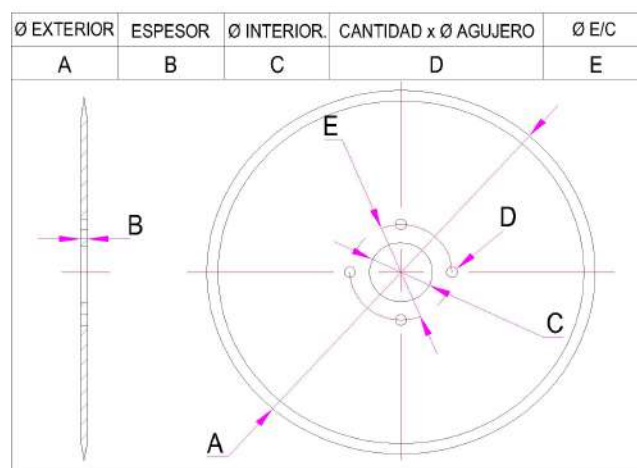 Ø EXTERIOR ESPESOR Ø INTERIOR. CANTIDAD x Ø AGUJERO Ø E/C
A B C D E
E
D
B
C
A